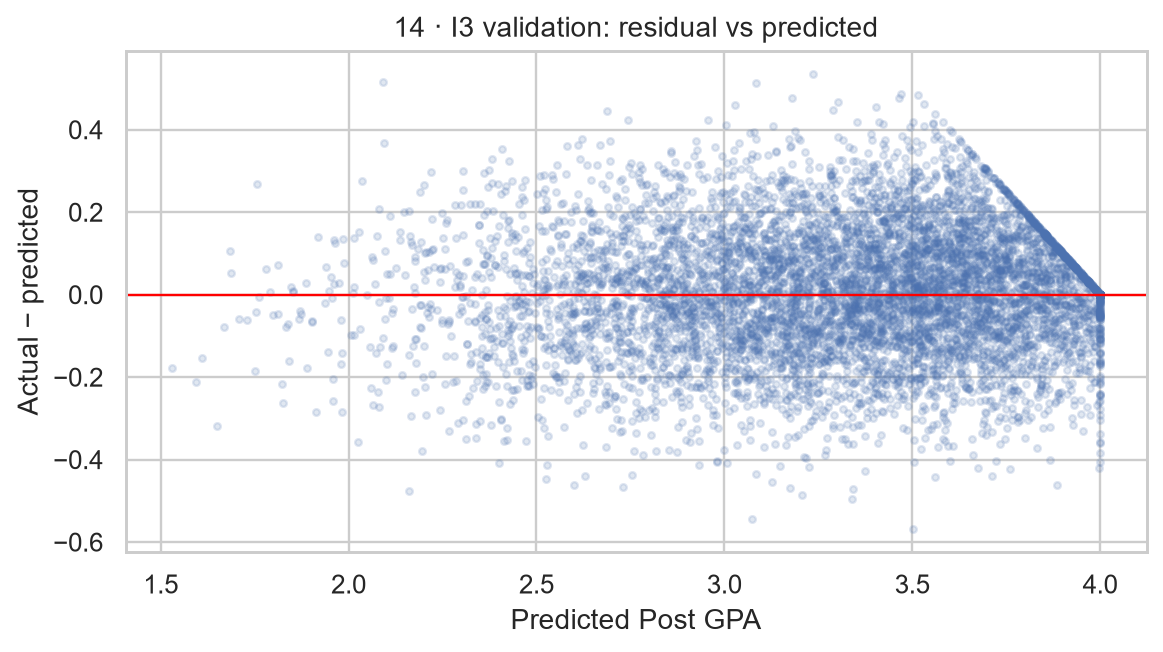 14 · I3 validation: residual vs predicted
Actual − predicted
0.4
0.2
0.0
−0.2
−0.4
−0.6
1.5 2.0 2.5 3.0 3.5 4.0
Predicted Post GPA